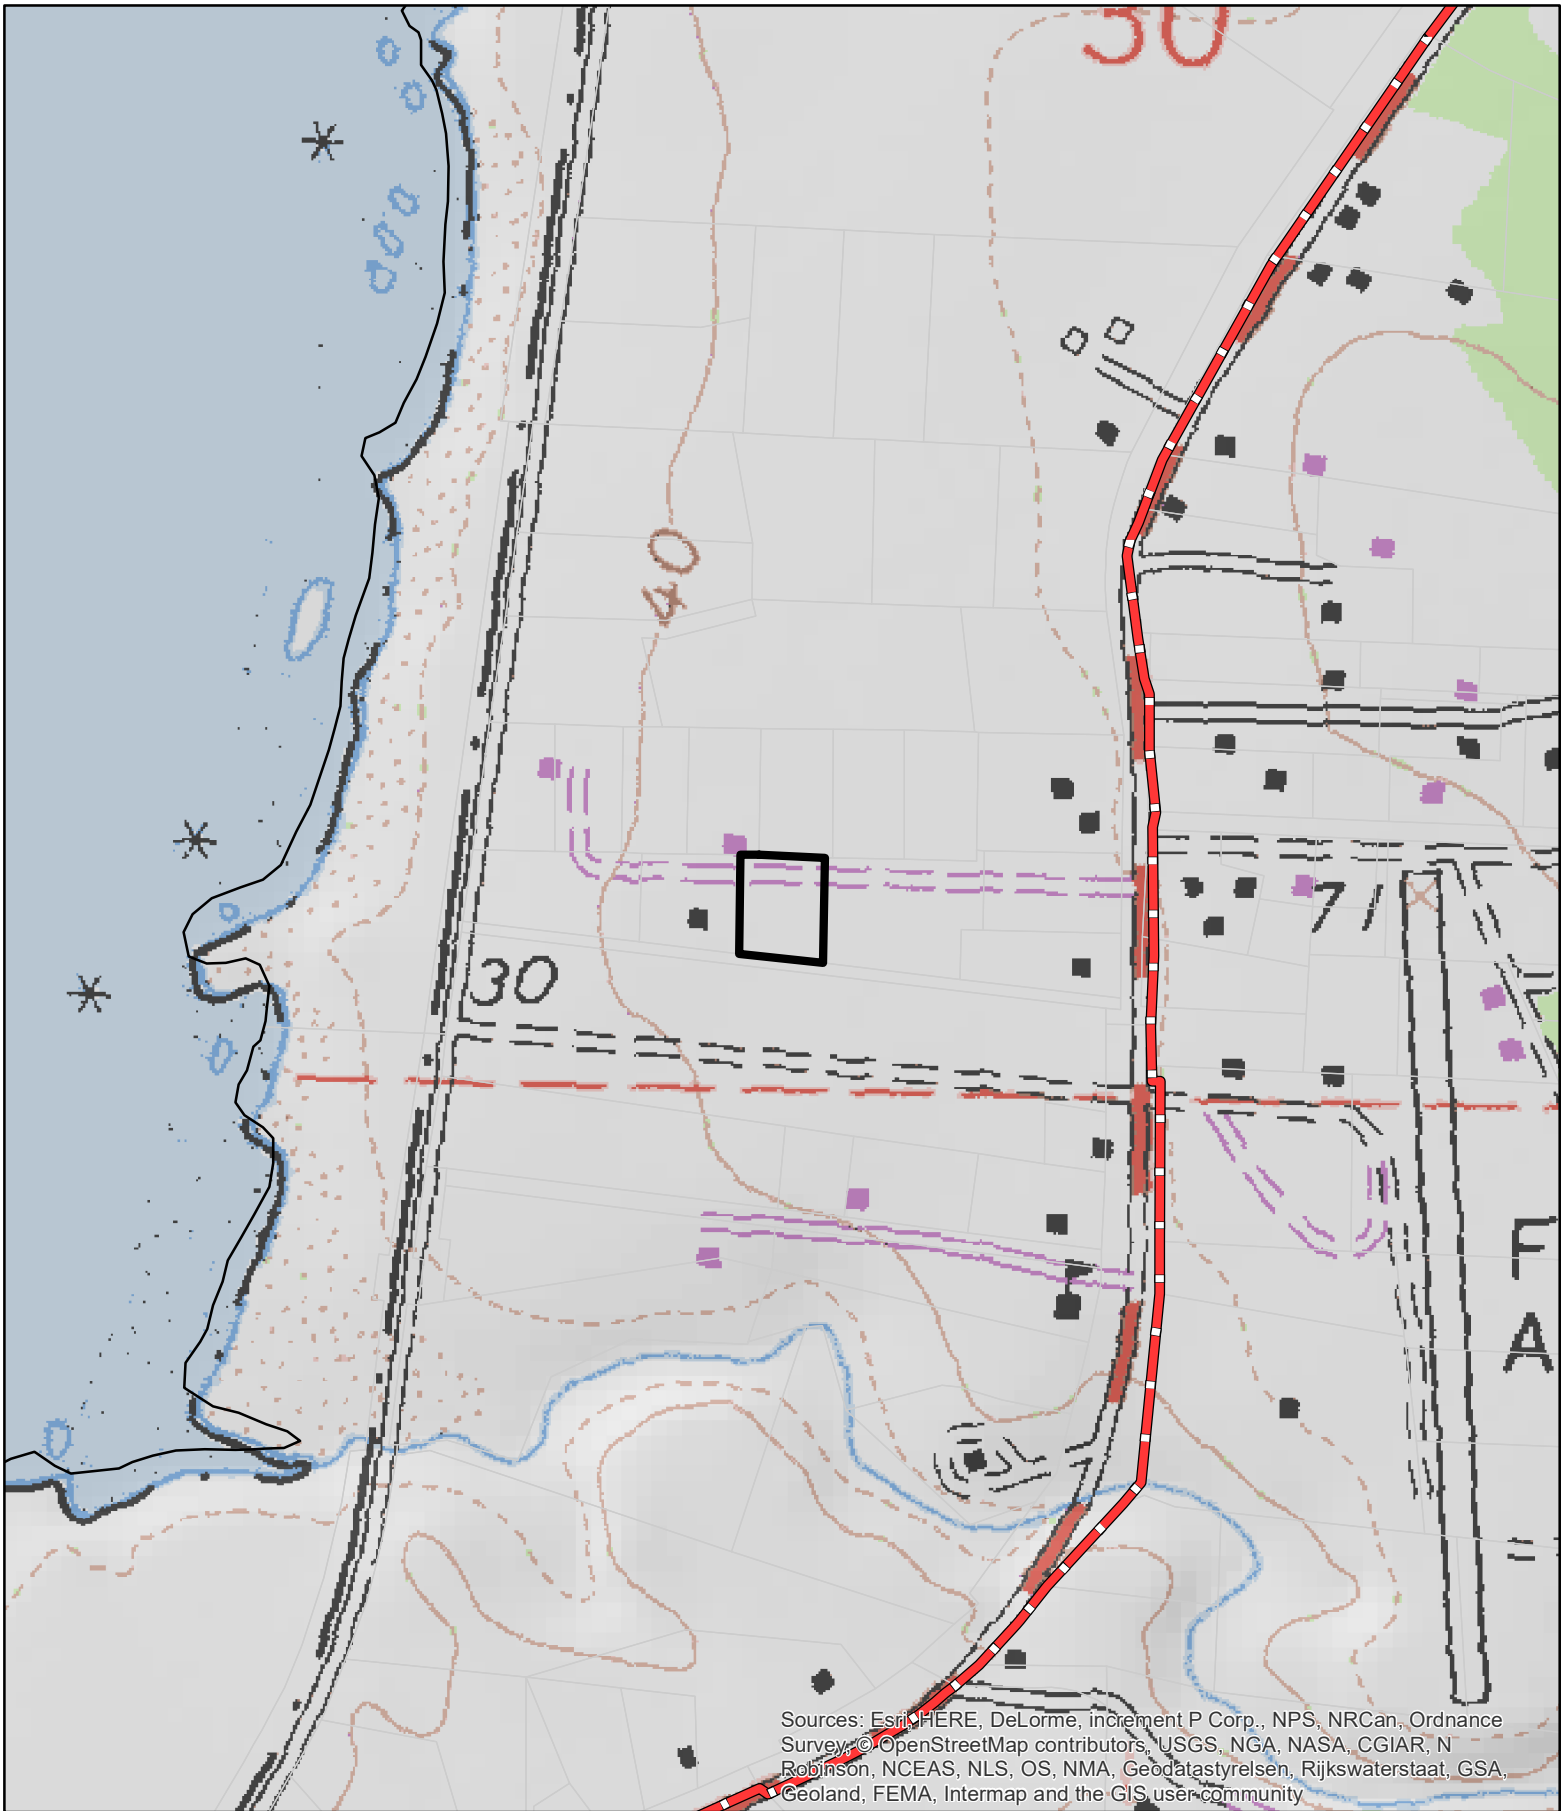 30
40
71
30
F
A
Sources: Esri, HERE, DeLorme, increment P Corp., NPS, NRCan, Ordnance
Survey, © OpenStreetMap contributors, USGS, NGA, NASA, CGIAR, N
Robinson, NCEAS, NLS, OS, NMA, Geodatastyrelsen, Rijkswaterstaat, GSA,
Geoland, FEMA, Intermap and the GIS user community